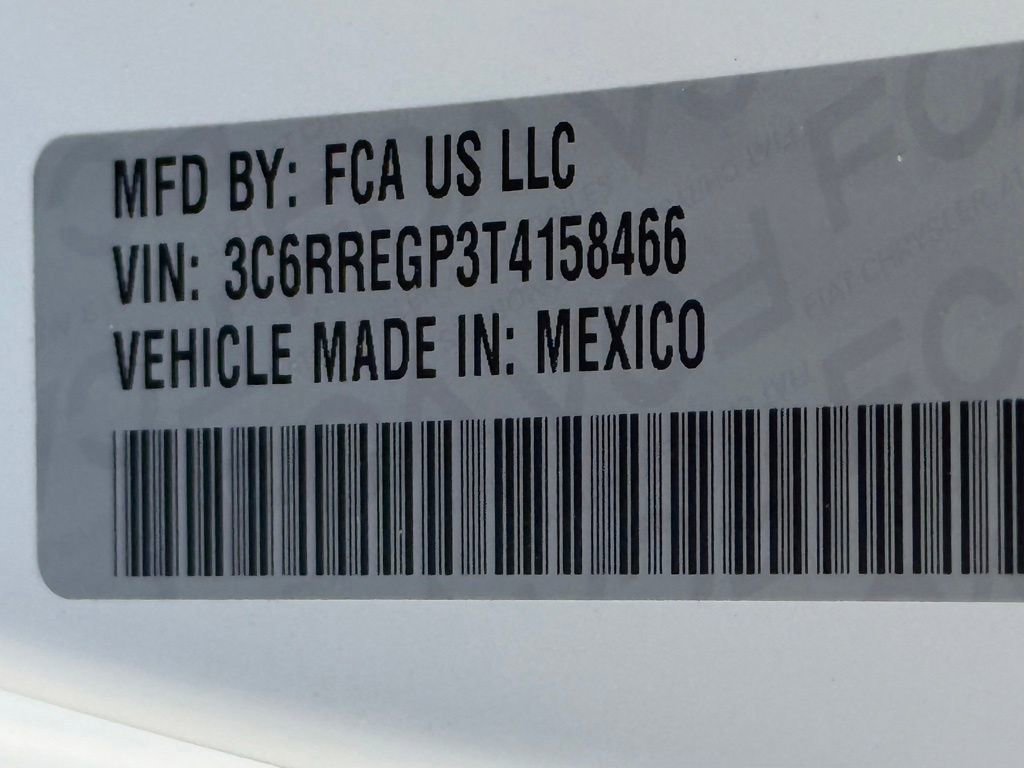 MFD BY: FCA US LLC
VIN: 3C6RREGP3T4158466
VEHICLE MADE IN: MEXICO